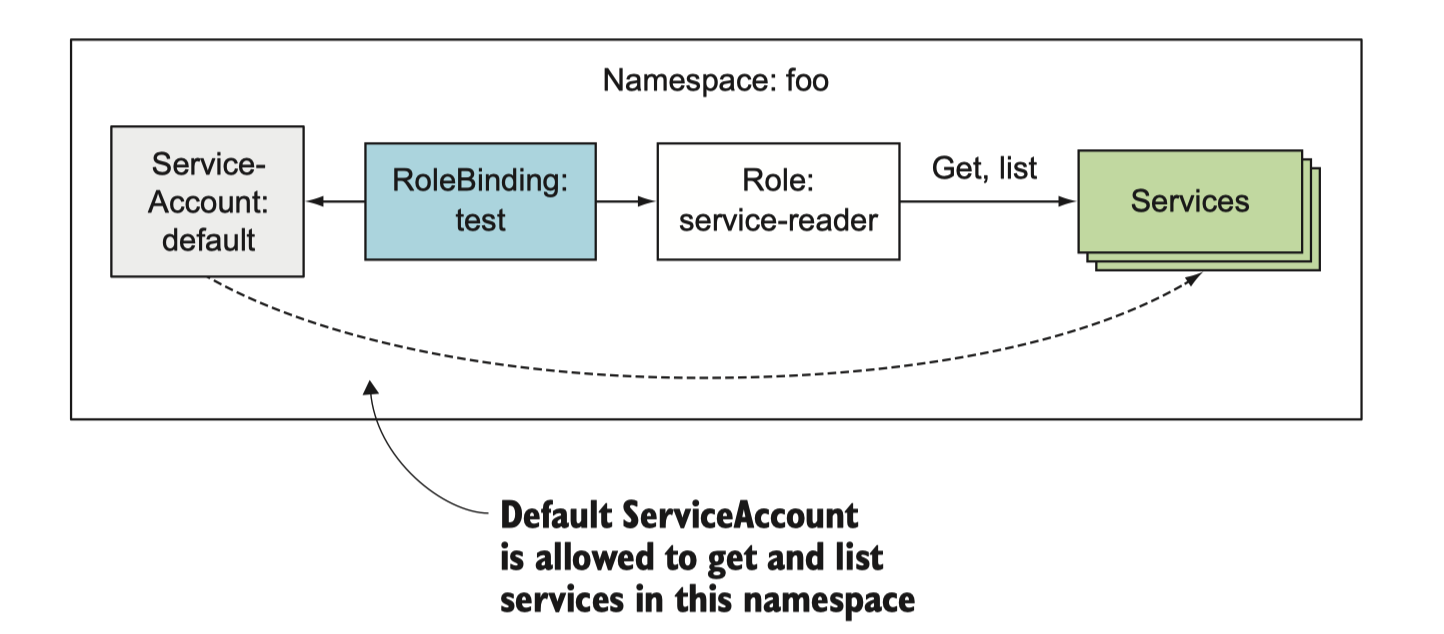 Namespace: foo
Service-
Account:
default
RoleBinding:
test
Role:
service-reader
Get, list
Services
Default ServiceAccount
is allowed to get and list
services in this namespace